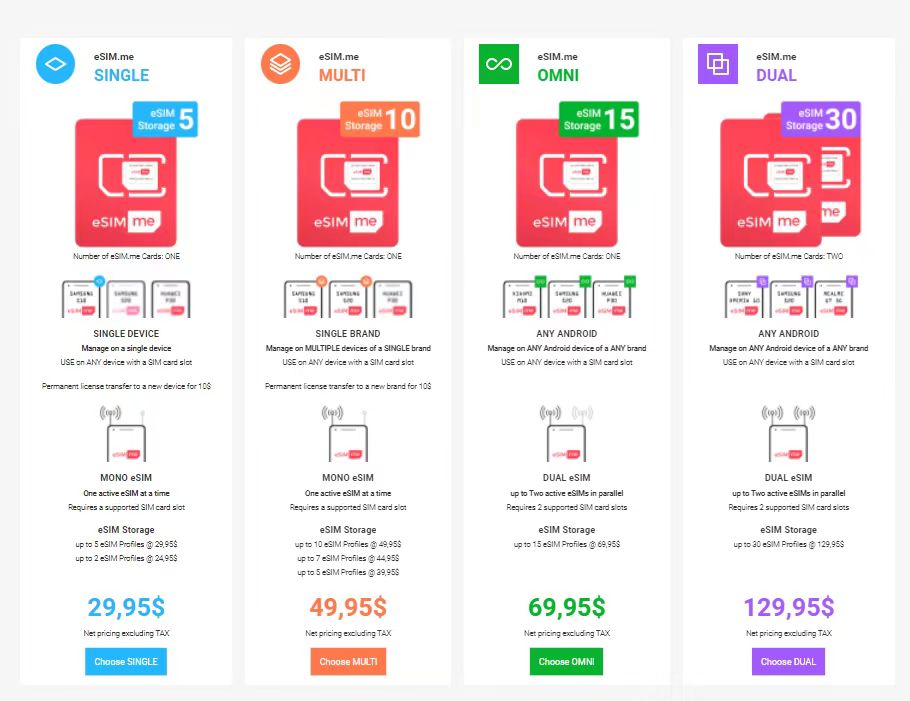 eSIM.me
SINGLE
eSIM
Storage 5
eSIM me
Number of eSIM.me Cards: ONE
SAMSUNG
S10
SAMSUNG
S20
HUAWEI
P30
SINGLE DEVICE
Manage on a single device
USE on ANY device with a SIM card slot
Permanent license transfer to a new device for 10$
eSIM me
MONO eSIM
One active eSIM at a time
Requires a supported SIM card slot
eSIM Storage
up to 5 eSIM Profiles @ 29,95$
up to 2 eSIM Profiles @ 24,95$
29,95$
Net pricing excluding TAX
Choose SINGLE
eSIM.me
MULTI
eSIM
Storage 10
eSIM me
Number of eSIM.me Cards: ONE
SAMSUNG
S10
SAMSUNG
S20
HUAWEI
P30
SINGLE BRAND
Manage on MULTIPLE devices of a SINGLE brand
USE on ANY device with a SIM card slot
Permanent license transfer to a new brand for 10$
eSIM me
MONO eSIM
One active eSIM at a time
Requires a supported SIM card slot
eSIM Storage
up to 10 eSIM Profiles @ 49,95$
up to 7 eSIM Profiles @ 44,95$
up to 5 eSIM Profiles @ 39,95$
49,95$
Net pricing excluding TAX
Choose MULTI
eSIM.me
OMNI
eSIM
Storage 15
eSIM me
Number of eSIM.me Cards: ONE
XIAOMI
SAMSUNG
S20
HUAWEI
P30
ANY ANDROID
Manage on ANY Android device of a ANY brand
USE on ANY device with a SIM card slot
eSIM me
DUAL eSIM
up to Two active eSIMs in parallel
Requires 2 supported SIM card slots
eSIM Storage
up to 15 eSIM Profiles @ 69,95$
69,95$
Net pricing excluding TAX
Choose OMNI
eSIM.me
DUAL
eSIM
Storage 30
eSIM me
me
Number of eSIM.me Cards: TWO
SONY
SAMSUNG
S20
REALME
GT 5G
ANY ANDROID
Manage on ANY Android device of a ANY brand
USE on ANY device with a SIM card slot
eSIM me
DUAL eSIM
up to Two active eSIMs in parallel
Requires 2 supported SIM card slots
eSIM Storage
up to 30 eSIM Profiles @ 129,95$
129,95$
Net pricing excluding TAX
Choose DUAL